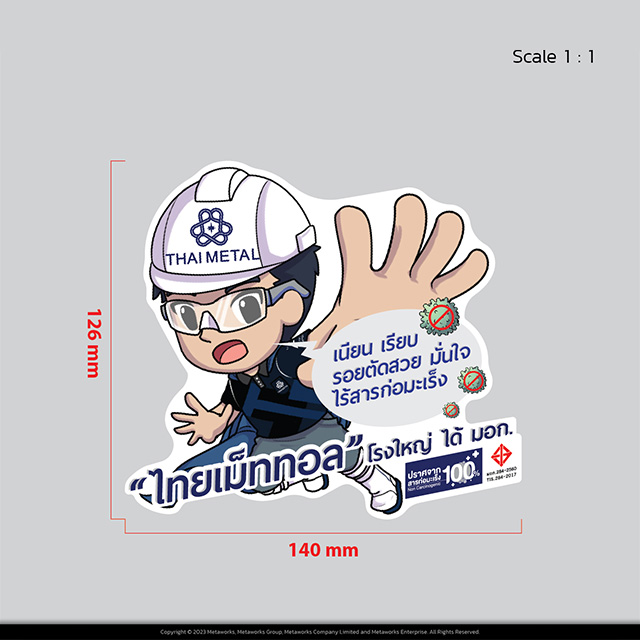 Scale 1 : 1
THAI METAL
126 mm
เนียน เรียบ
รอยตัดสวย มั่นใจ
ไร้สารก่อมะเร็ง
“ไทยเม็ททอล” โรงใหญ่ ได้ มอก.
ปราศจาก
สารก่อมะเร็ง
Non Carcinogenic
100%
มอก.284-2560
TIS.284-2017
140 mm
Copyright © 2023 Metaworks, Metaworks Group, Metaworks Company Limited and Metaworks Enterprise. All Rights Reserved.